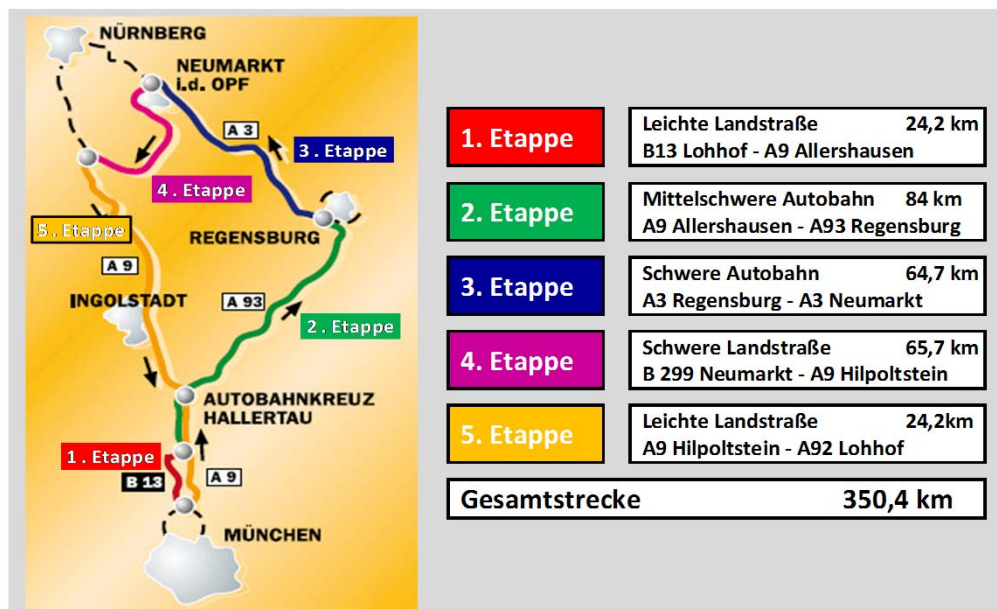 NÜRNBERG
NEUMARKT
i.d. OPF
A 3
3. Etappe
4. Etappe
5. Etappe
REGENSBURG
A 9
INGOLSTADT
A 93
2. Etappe
AUTOBAHNKREUZ
HALLERTAU
1. Etappe
B 13
A 9
MÜNCHEN
1. Etappe
Leichte Landstraße 24,2 km
B13 Lohhof - A9 Allershausen
2. Etappe
Mittelschwere Autobahn 84 km
A9 Allershausen - A93 Regensburg
3. Etappe
Schwere Autobahn 64,7 km
A3 Regensburg - A3 Neumarkt
4. Etappe
Schwere Landstraße 65,7 km
B 299 Neumarkt - A9 Hilpoltstein
5. Etappe
Leichte Landstraße 24,2km
A9 Hilpoltstein - A92 Lohhof
Gesamtstrecke 350,4 km